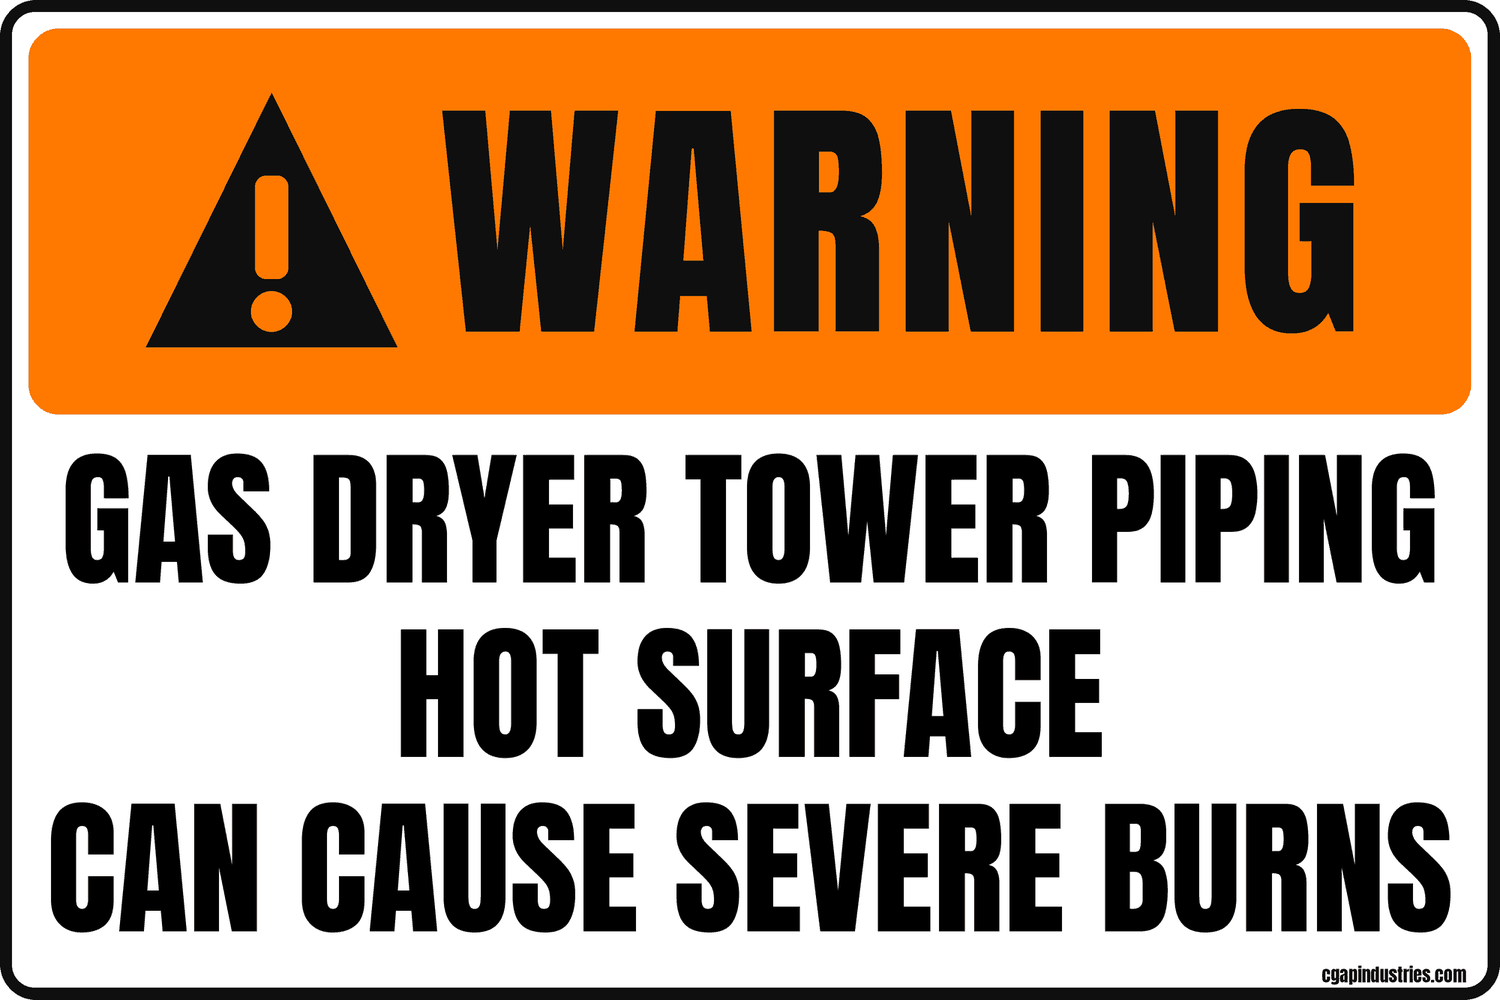 WARNING
GAS DRYER TOWER PIPING
HOT SURFACE
CAN CAUSE SEVERE BURNS
cgapindustries.com